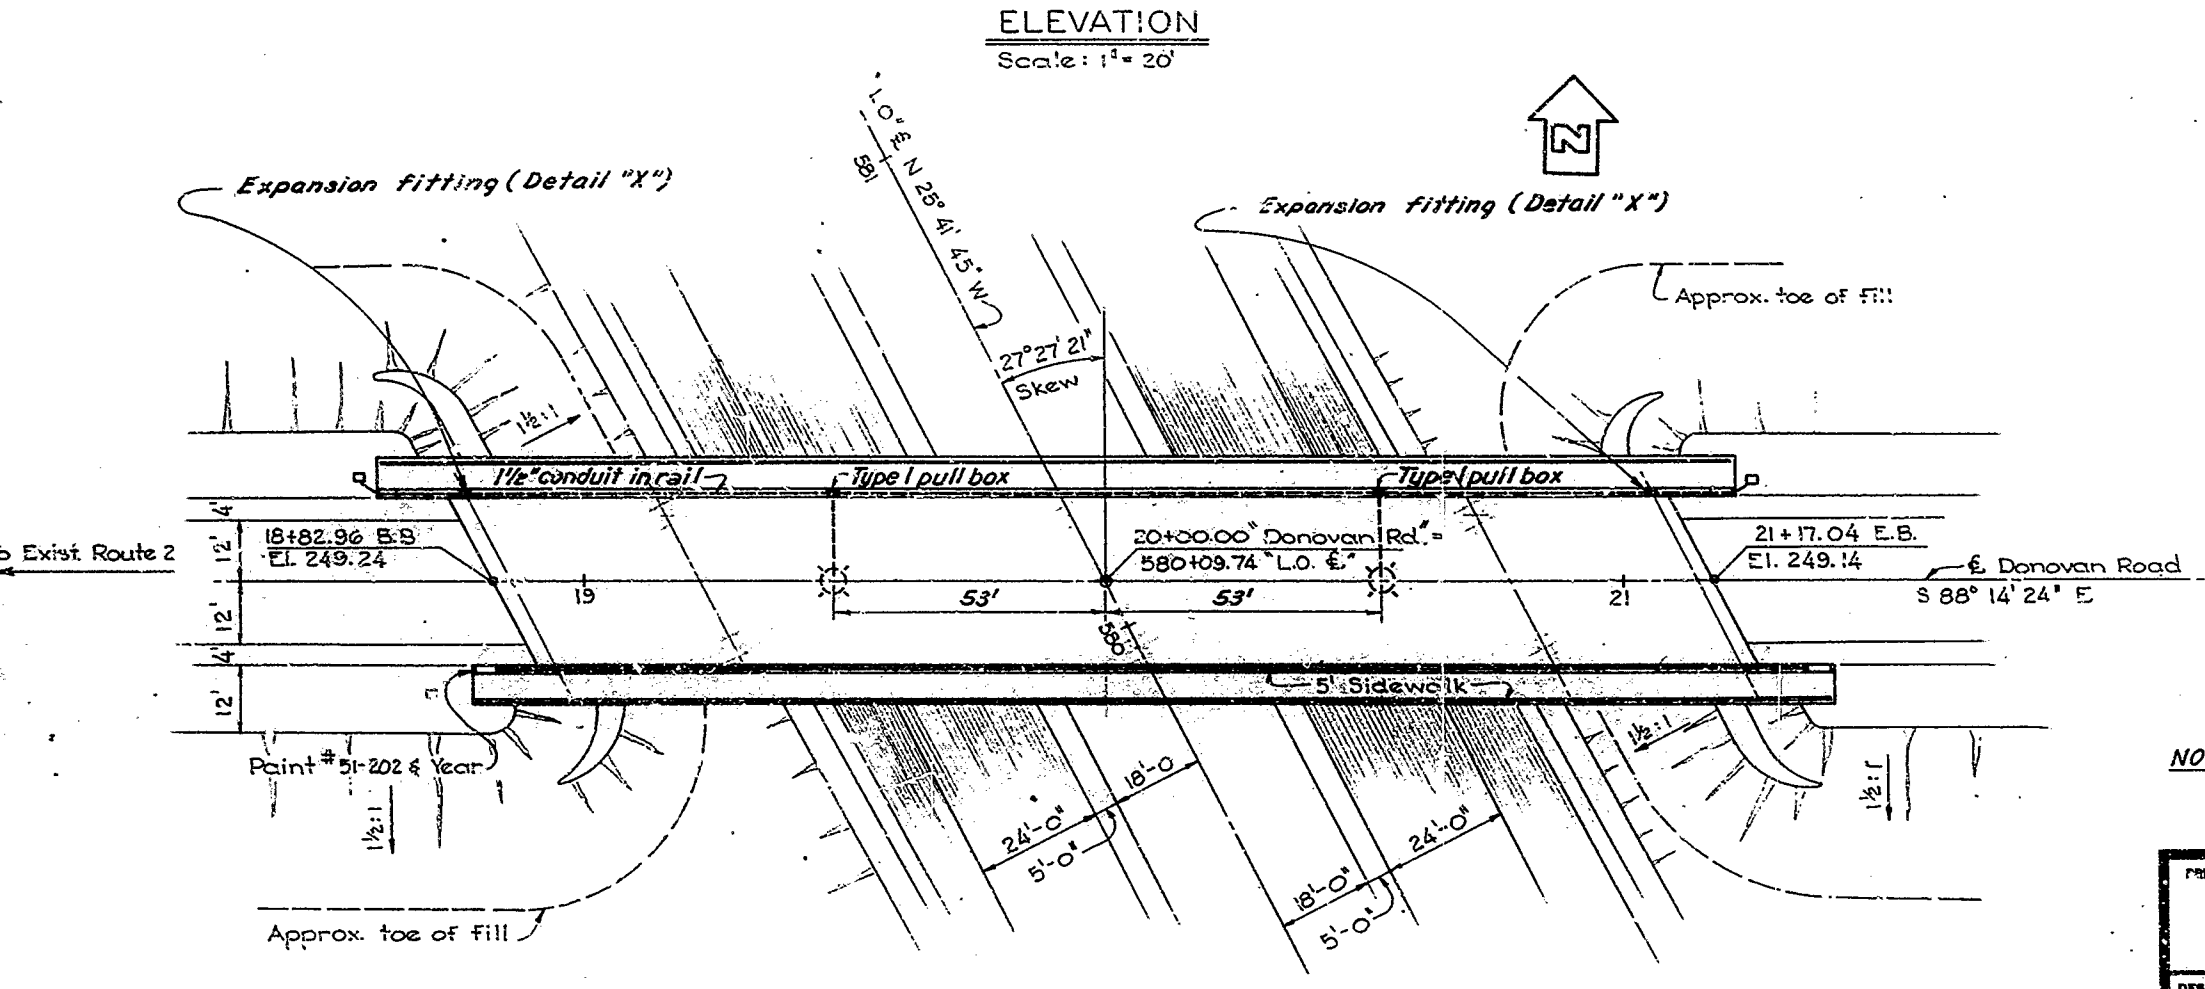 ELEVATION
Scale: 1"= 20'
N
"L.O." ℄ N 25° 41' 45" W
581
Expansion fitting (Detail "X")
Expansion fitting (Detail "X")
Approx. toe of fill
27° 27' 21"
Skew
1½:1
1½" conduit in rail
Type 1 pull box
Type 1 pull box
4'
12'
18+82.96 B.B.
El. 249.24
20+00.00 "Donovan Rd." =
580+09.74 "L.O. ℄"
21+17.04 E.B.
El. 249.14
Exist. Route 2
℄ Donovan Road
S 88° 14' 24" E
19
53'
53'
21
12'
580
4'
12'
5' Sidewalk
Paint # 51-202 & Year
1½:1
1½:1
1½:1
24'-0"
18'-0
5'-0"
18'-0"
24'-0"
5'-0"
Approx. toe of fill
NO